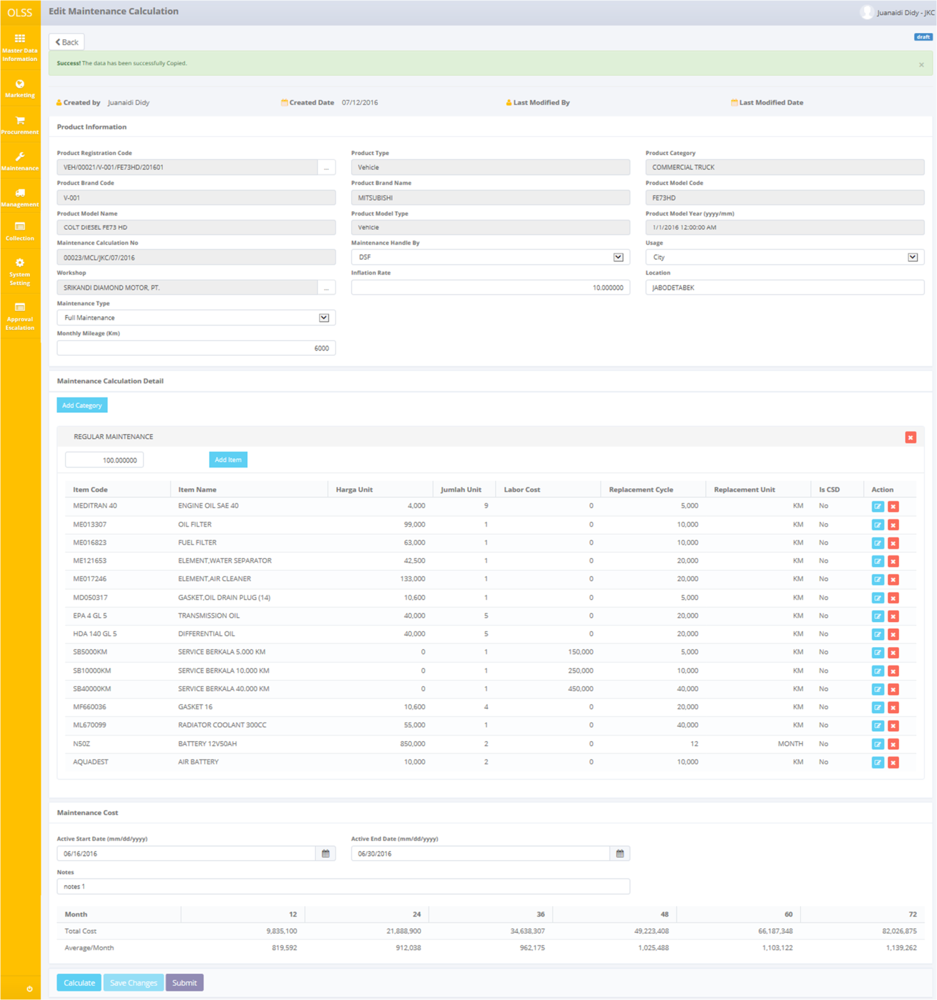 OLSS
Edit Maintenance Calculation
Juanaidi Didy - JKC
Master Data
Information
Marketing
Procurement
Maintenance
Management
Collection
System
Setting
Approval
Escalation
Back
draft
Success! The data has been successfully Copied.
×
Created by Juanaidi Didy Created Date 07/12/2016 Last Modified By Last Modified Date
Product Information
Product Registration Code Product Type Product Category
VEH/00021/V-001/FE73HD/201601 ... Vehicle COMMERCIAL TRUCK
Product Brand Code Product Brand Name Product Model Code
V-001 MITSUBISHI FE73HD
Product Model Name Product Model Type Product Model Year (yyyy/mm)
COLT DIESEL FE73 HD Vehicle 1/1/2016 12:00:00 AM
Maintenance Calculation No Maintenance Handle By Usage
00023/MCL/JKC/07/2016 DSF City
Workshop Inflation Rate Location
SRIKANDI DIAMOND MOTOR, PT. ... 10.000000 JABODETABEK
Maintenance Type
Full Maintenance
Monthly Mileage (Km)
6000
Maintenance Calculation Detail
Add Category
REGULAR MAINTENANCE
100.000000 Add Item
Item Code Item Name Harga Unit Jumlah Unit Labor Cost Replacement Cycle Replacement Unit Is CSD Action
MEDITRAN 40 ENGINE OIL SAE 40 4,000 9 0 5,000 KM No
ME013307 OIL FILTER 99,000 1 0 10,000 KM No
ME016823 FUEL FILTER 63,000 1 0 10,000 KM No
ME121653 ELEMENT,WATER SEPARATOR 42,500 1 0 20,000 KM No
ME017246 ELEMENT,AIR CLEANER 133,000 1 0 20,000 KM No
MD050317 GASKET,OIL DRAIN PLUG (14) 10,600 1 0 5,000 KM No
EPA 4 GL 5 TRANSMISSION OIL 40,000 5 0 20,000 KM No
HDA 140 GL 5 DIFFERENTIAL OIL 40,000 5 0 20,000 KM No
SB5000KM SERVICE BERKALA 5.000 KM 0 1 150,000 5,000 KM No
SB10000KM SERVICE BERKALA 10.000 KM 0 1 250,000 10,000 KM No
SB40000KM SERVICE BERKALA 40.000 KM 0 1 450,000 40,000 KM No
MF660036 GASKET 16 10,600 4 0 20,000 KM No
ML670099 RADIATOR COOLANT 300CC 55,000 1 0 40,000 KM No
N50Z BATTERY 12V50AH 850,000 2 0 12 MONTH No
AQUADEST AIR BATTERY 10,000 2 0 10,000 KM No
Maintenance Cost
Active Start Date (mm/dd/yyyy) Active End Date (mm/dd/yyyy)
06/16/2016 06/30/2016
Notes
notes 1
Month 12 24 36 48 60 72
Total Cost 9,835,100 21,888,900 34,638,307 49,223,408 66,187,348 82,026,875
Average/Month 819,592 912,038 962,175 1,025,488 1,103,122 1,139,262
Calculate Save Changes Submit